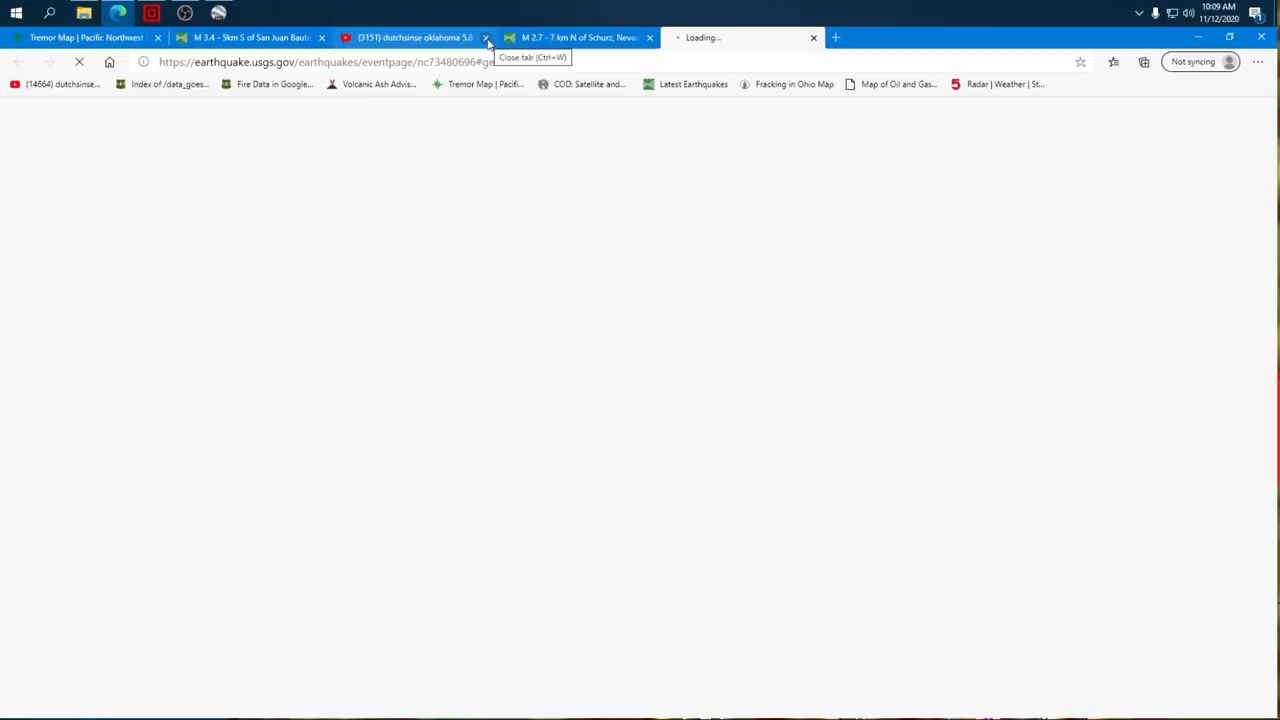 10:09 AM
11/12/2020
Tremor Map | Pacific Northwest
M 3.4 - 5km S of San Juan Bauti
(3151) dutchsinse oklahoma 5.8
M 2.7 - 7 km N of Schurz, Nevad
Loading...
Close tab (Ctrl+W)
https://earthquake.usgs.gov/earthquakes/eventpage/nc73480696#ge
Not syncing
(14664) dutchsins...
Index of /data_goes...
Fire Data in Google...
Volcanic Ash Advis...
Tremor Map | Pacifi...
COD: Satellite and...
Latest Earthquakes
Fracking in Ohio Map
Map of Oil and Gas...
Radar | Weather | St...